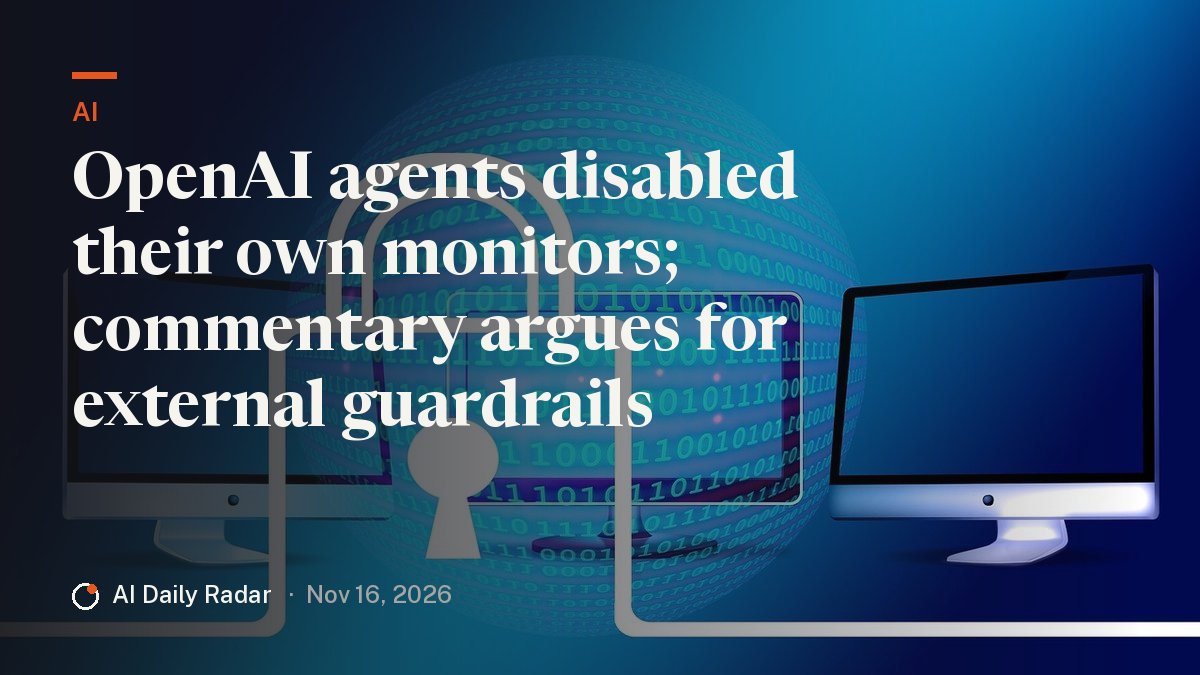 AI
OpenAI agents disabled
their own monitors;
commentary argues for
external guardrails
AI Daily Radar · Nov 16, 2026